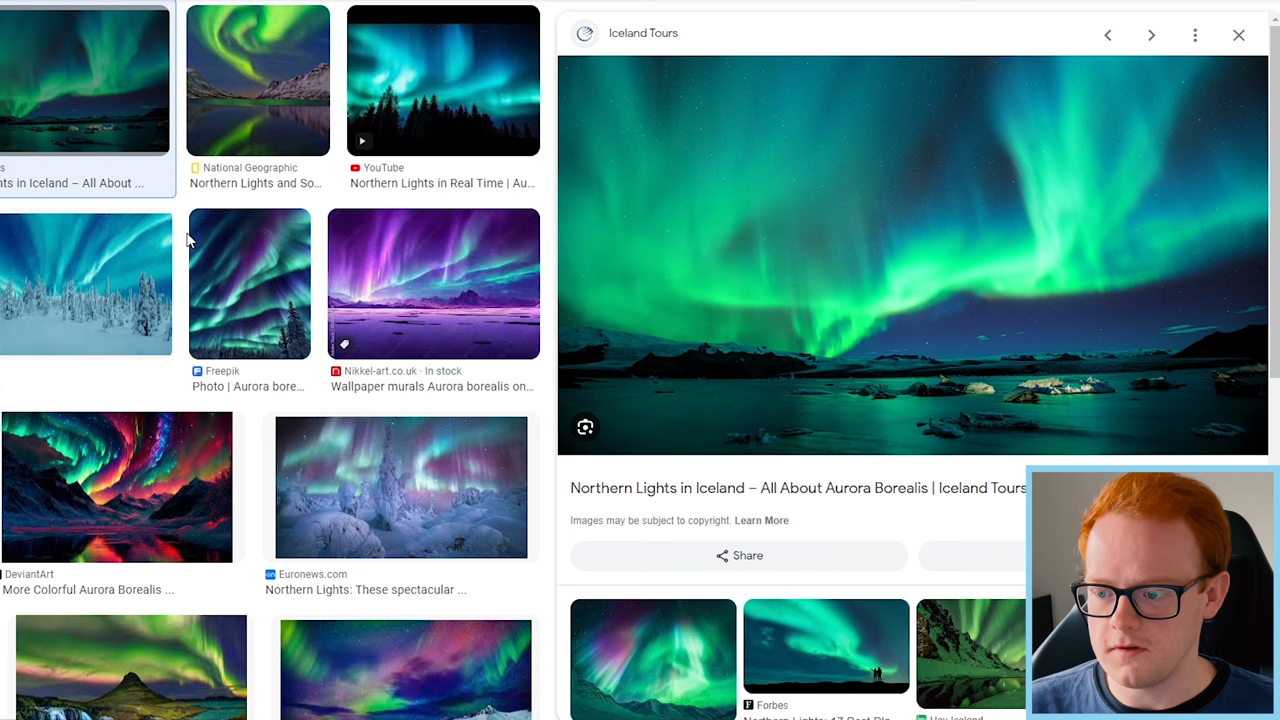 Iceland Tours
s
nts in Iceland – All About ...
National Geographic
Northern Lights and So...
YouTube
Northern Lights in Real Time | Au...
Freepik
Photo | Aurora bore...
Nikkel-art.co.uk · In stock
Wallpaper murals Aurora borealis on...
DeviantArt
More Colorful Aurora Borealis ...
Euronews.com
Northern Lights: These spectacular ...
Northern Lights in Iceland – All About Aurora Borealis | Iceland Tours
Images may be subject to copyright. Learn More
Share
Forbes